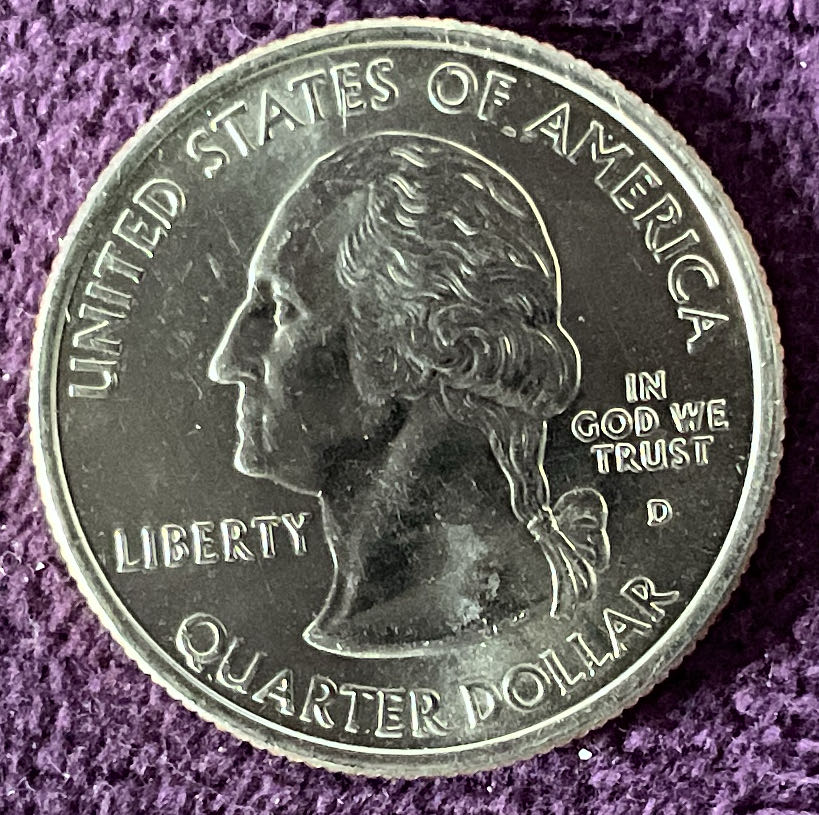 UNITED STATES OF AMERICA
IN
GOD WE
TRUST
D
LIBERTY
QUARTER DOLLAR